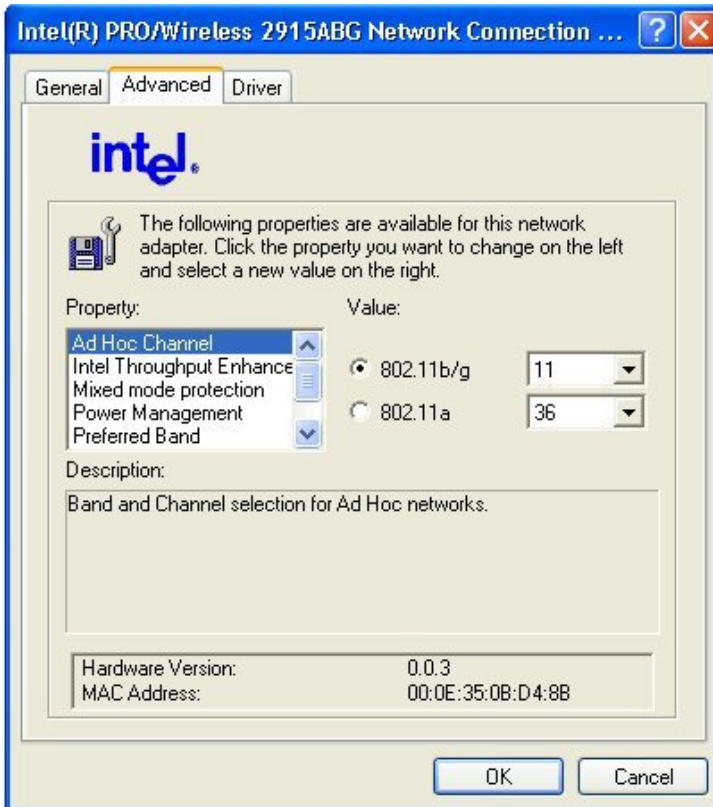 Intel(R) PRO/Wireless 2915ABG Network Connection ...
General
Advanced
Driver
intel.
The following properties are available for this network
adapter. Click the property you want to change on the left
and select a new value on the right.
Property:
Value:
Ad Hoc Channel
Intel Throughput Enhance
Mixed mode protection
Power Management
Preferred Band
802.11b/g
11
802.11a
36
Description:
Band and Channel selection for Ad Hoc networks.
Hardware Version:
0.0.3
MAC Address:
00:0E:35:0B:D4:8B
OK
Cancel